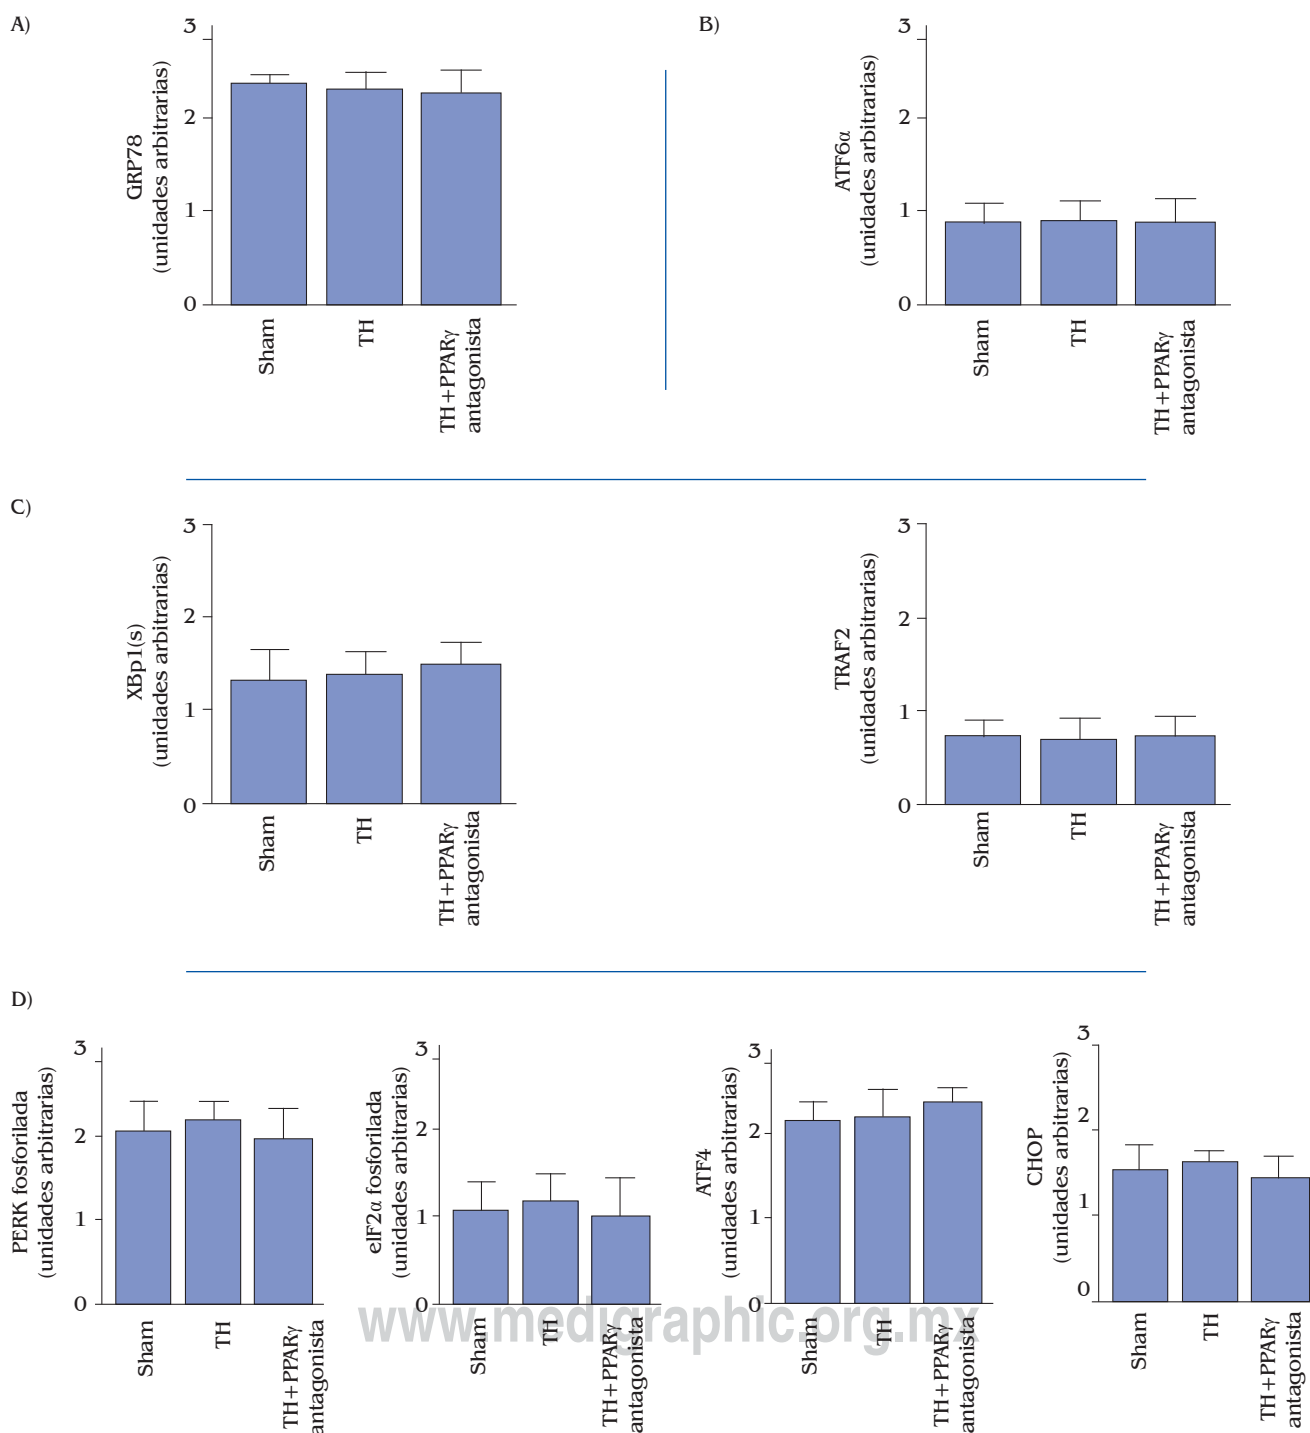 A)
GRP78
(unidades arbitrarias)
3
2
1
0
Sham
TH
TH+PPARγ
antagonista
B)
ATF6α
(unidades arbitrarias)
3
2
1
0
Sham
TH
TH+PPARγ
antagonista
C)
XBp1(s)
(unidades arbitrarias)
3
2
1
0
Sham
TH
TH+PPARγ
antagonista
TRAF2
(unidades arbitrarias)
3
2
1
0
Sham
TH
TH+PPARγ
antagonista
D)
PERK fosforilada
(unidades arbitrarias)
3
2
1
0
Sham
TH
TH+PPARγ
antagonista
elF2α fosforilada
(unidades arbitrarias)
3
2
1
0
Sham
TH
TH+PPARγ
antagonista
ATF4
(unidades arbitrarias)
3
2
1
0
Sham
TH
TH+PPARγ
antagonista
CHOP
(unidades arbitrarias)
3
2
1
0
Sham
TH
TH+PPARγ
antagonista
www.medigraphic.org.mx